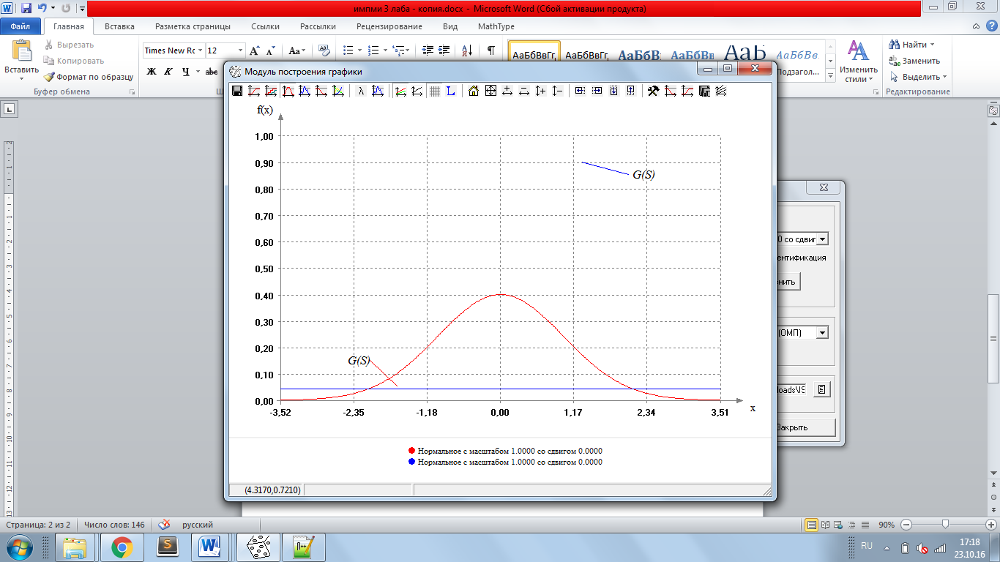 импми 3 лаба - копия.docx - Microsoft Word (Сбой активации продукта)
Файл Главная Вставка Разметка страницы Ссылки Рассылки Рецензирование Вид MathType
Вырезать
Копировать
Формат по образцу
Вставить
Буфер обмена
Times New Rc 12
Ж К Ч abc
АаБбВвГг, АаБбВвГг, АаБбВ АаБбВв АаБ АаБбВв.
Подзагол...
Изменить стили
Найти
Заменить
Выделить
Редактирование
Модуль построения графики
f(x)
1,00
0,90
G(S)
0,80
0,70
0,60
0,50
0,40
0,30
0,20
G(S)
0,10
0,00
-3,52 -2,35 -1,18 0,00 1,17 2,34 3,51
x
Нормальное с масштабом 1.0000 со сдвигом 0.0000
Нормальное с масштабом 1.0000 со сдвигом 0.0000
(4.3170,0.7210)
0 со сдвиг
ентификация
нить
(ОМП)
loads\IS
Закрыть
Страница: 2 из 2 Число слов: 146 русский
90%
RU
17:18
23.10.16